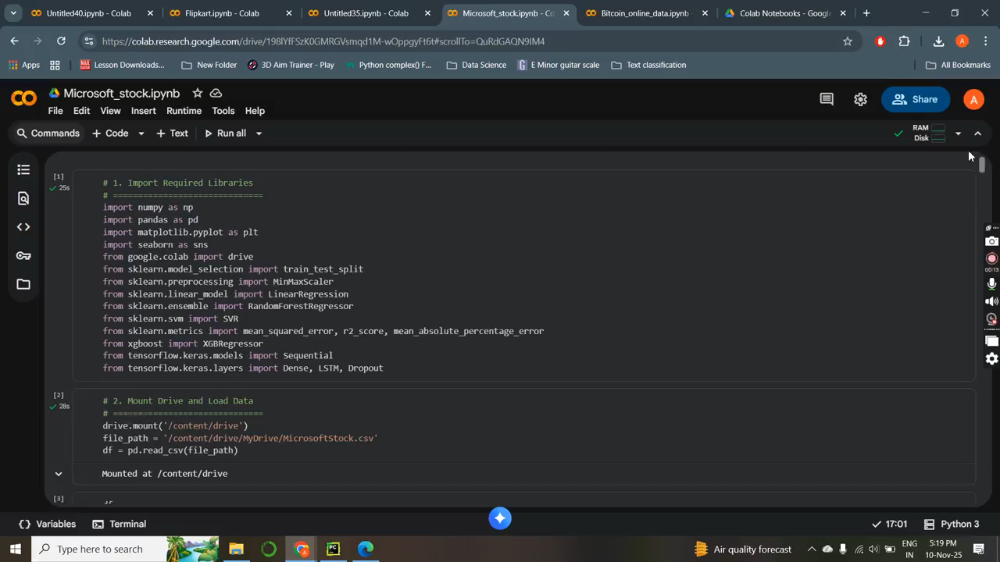 Untitled40.ipynb - Colab
Flipkart.ipynb - Colab
Untitled35.ipynb - Colab
Microsoft_stock.ipynb - Co
Bitcoin_online_data.ipynb -
Colab Notebooks - Google
https://colab.research.google.com/drive/198lYfFSzK0GMRGVsmqd1M-wOppgyFt6t#scrollTo=QuRdGAQN9IM4
Apps
Lesson Downloads...
New Folder
3D Aim Trainer - Play
Python complex() F...
Data Science
E Minor guitar scale
Text classification
All Bookmarks
Microsoft_stock.ipynb
File Edit View Insert Runtime Tools Help
Share
A
Commands
+ Code
+ Text
Run all
RAM
Disk
[1]
25s
# 1. Import Required Libraries
# ==============================
import numpy as np
import pandas as pd
import matplotlib.pyplot as plt
import seaborn as sns
from google.colab import drive
from sklearn.model_selection import train_test_split
from sklearn.preprocessing import MinMaxScaler
from sklearn.linear_model import LinearRegression
from sklearn.ensemble import RandomForestRegressor
from sklearn.svm import SVR
from sklearn.metrics import mean_squared_error, r2_score, mean_absolute_percentage_error
from xgboost import XGBRegressor
from tensorflow.keras.models import Sequential
from tensorflow.keras.layers import Dense, LSTM, Dropout
[2]
28s
# 2. Mount Drive and Load Data
# ==============================
drive.mount('/content/drive')
file_path = '/content/drive/MyDrive/MicrosoftStock.csv'
df = pd.read_csv(file_path)
Mounted at /content/drive
[3]
df
00:13
Variables
Terminal
17:01
Python 3
Type here to search
Air quality forecast
ENG
IN
5:19 PM
10-Nov-25